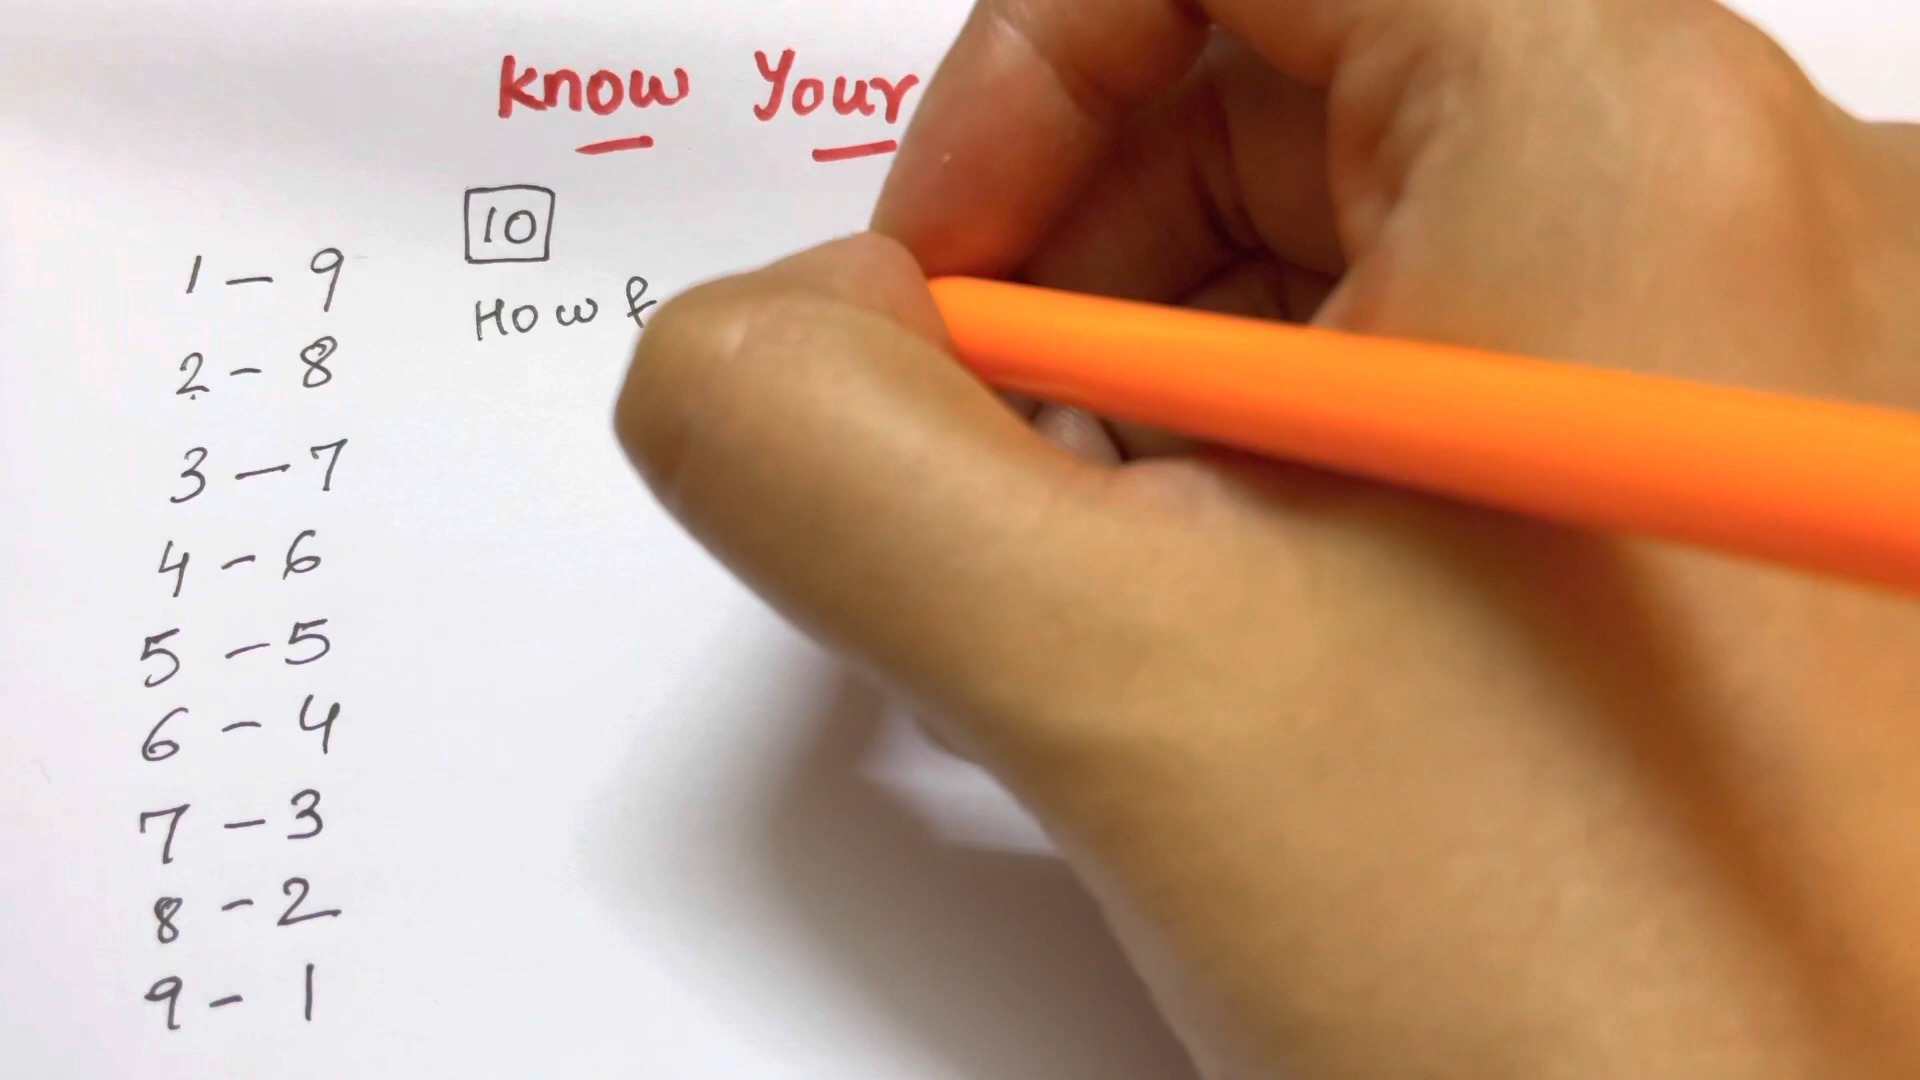 Know Your
10
1 - 9
How f
2 - 8
3 - 7
4 - 6
5 - 5
6 - 4
7 - 3
8 - 2
9 - 1